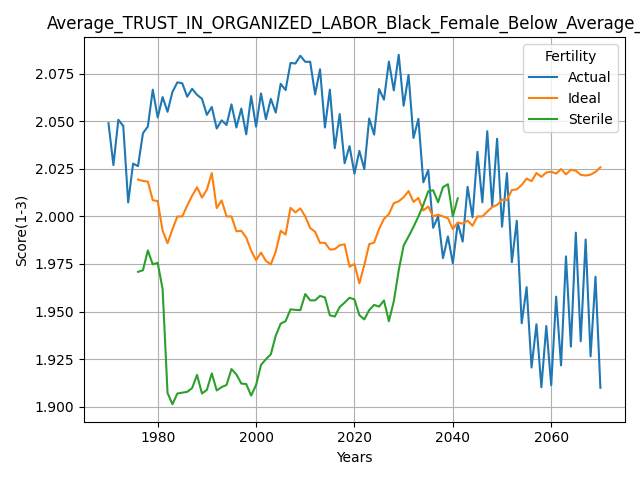 Average_TRUST_IN_ORGANIZED_LABOR_Black_Female_Below_Average_
Fertility
Actual
Ideal
Sterile
Score(1-3)
2.075
2.050
2.025
2.000
1.975
1.950
1.925
1.900
1980
2000
2020
2040
2060
Years